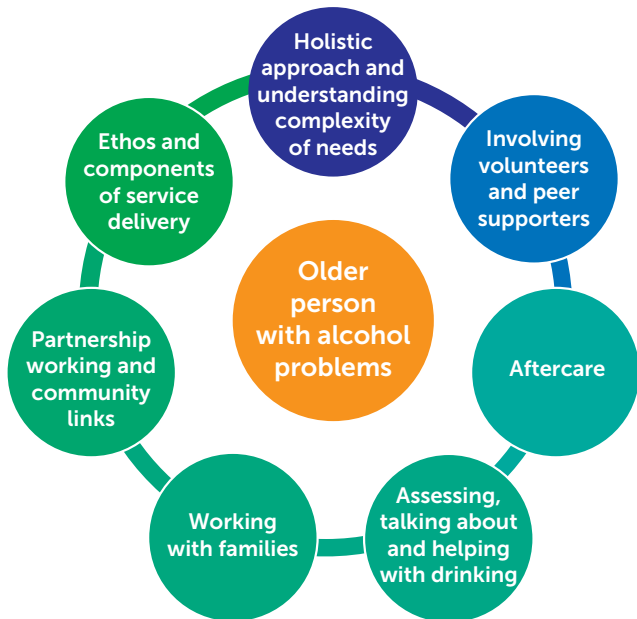 Holistic
approach and
understanding
complexity
of needs
Involving
volunteers
and peer
supporters
Aftercare
Assessing,
talking about
and helping
with drinking
Working
with families
Partnership
working and
community
links
Ethos and
components
of service
delivery
Older
person
with alcohol
problems